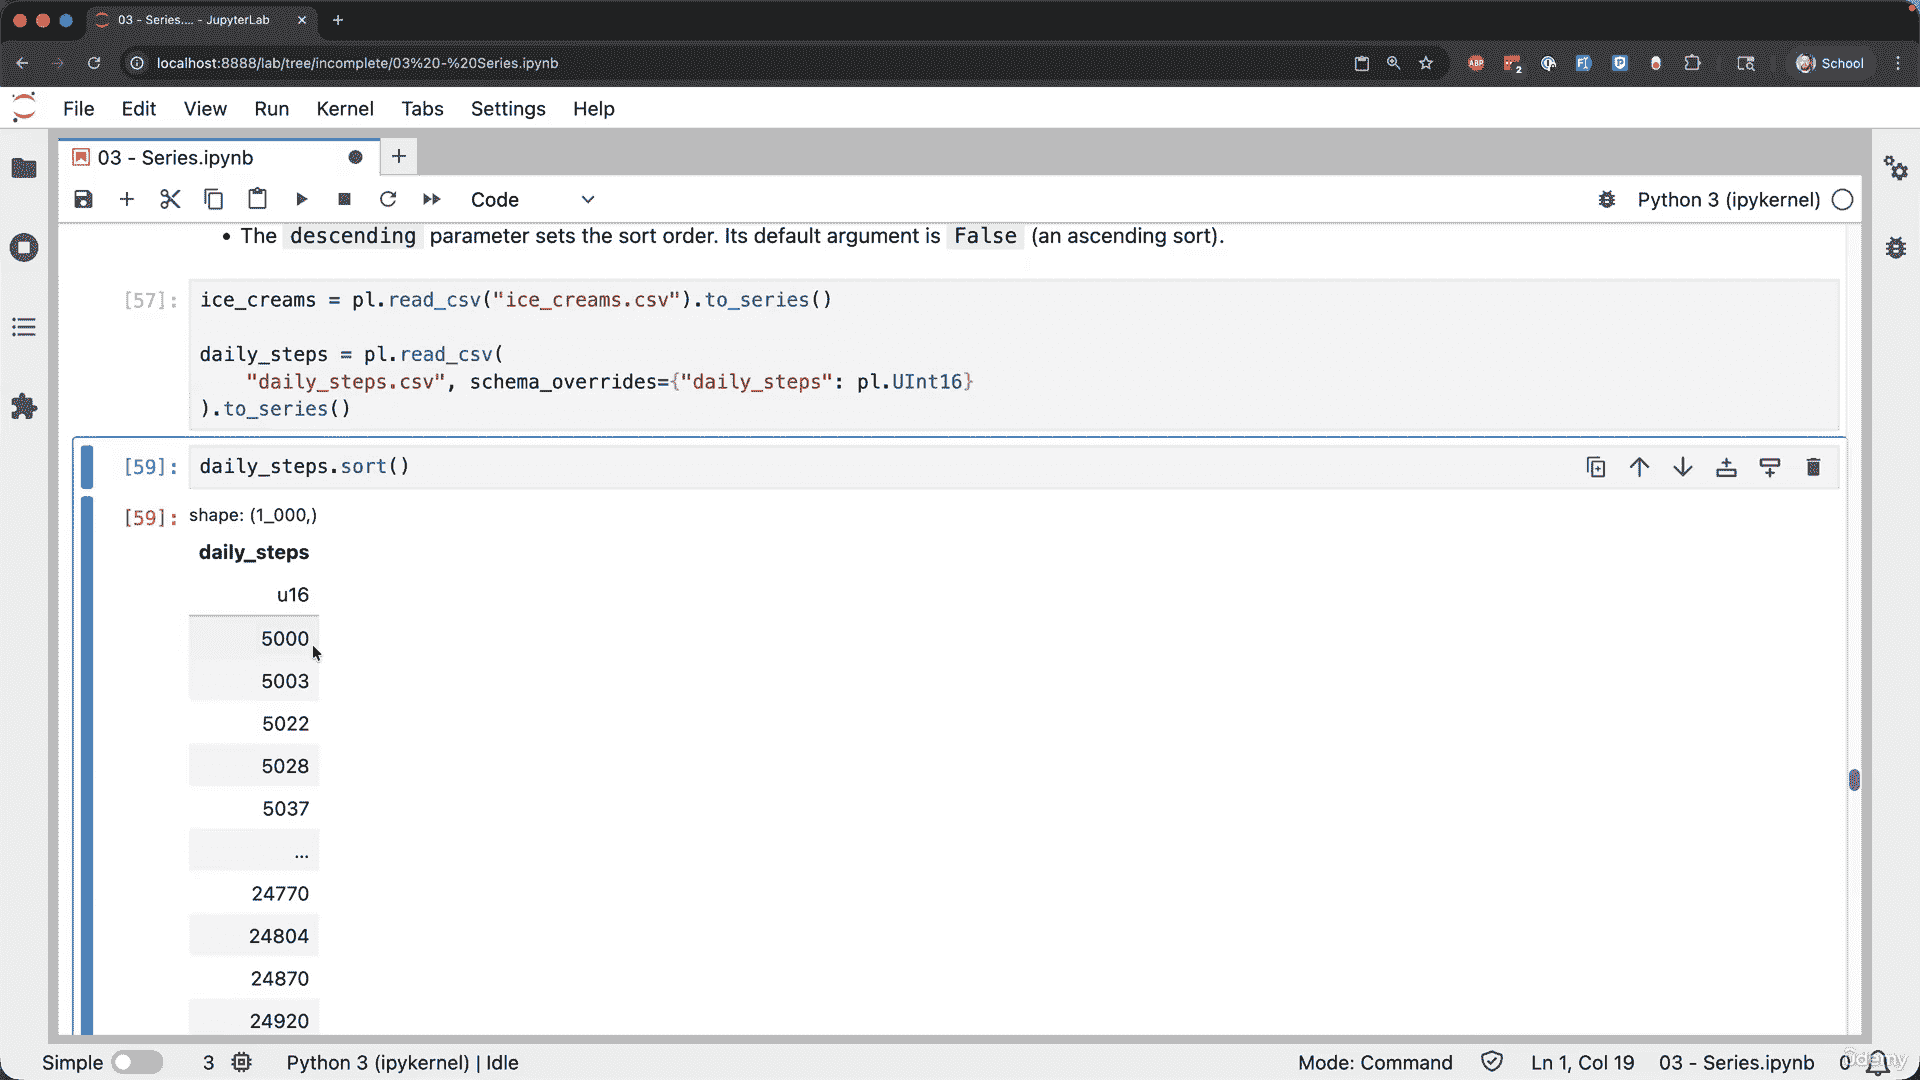 03 - Series.... - JupyterLab
localhost:8888/lab/tree/incomplete/03%20-%20Series.ipynb
ABP
2
School
File Edit View Run Kernel Tabs Settings Help
03 - Series.ipynb
Code
Python 3 (ipykernel)
• The descending parameter sets the sort order. Its default argument is False (an ascending sort).
[57]:
ice_creams = pl.read_csv("ice_creams.csv").to_series()
daily_steps = pl.read_csv(
"daily_steps.csv", schema_overrides={"daily_steps": pl.UInt16}
).to_series()
[59]: daily_steps.sort()
[59]: shape: (1_000,)
daily_steps
u16
5000
5003
5022
5028
5037
...
24770
24804
24870
24920
Simple 3 Python 3 (ipykernel) | Idle Mode: Command Ln 1, Col 19 03 - Series.ipynb 0
udemy